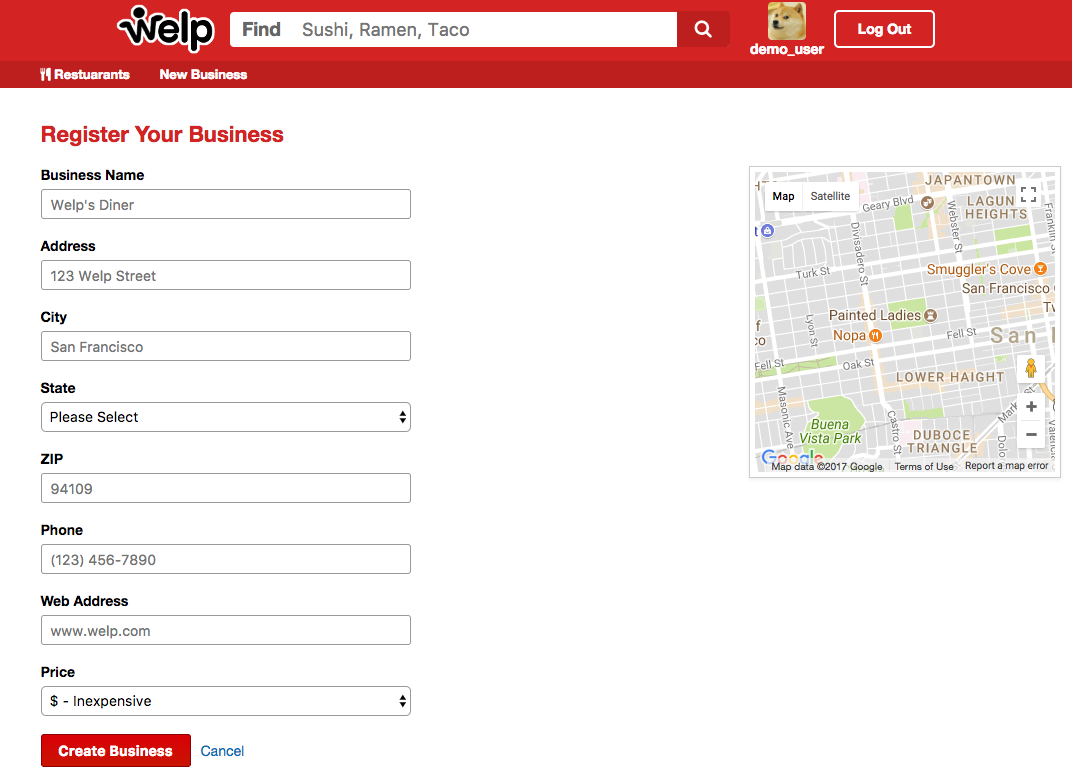 Welp
Find Sushi, Ramen, Taco
demo_user
Log Out
Restuarants New Business
Register Your Business
Business Name
Welp's Diner
Address
123 Welp Street
City
San Francisco
State
Please Select
ZIP
94109
Phone
(123) 456-7890
Web Address
www.welp.com
Price
$ - Inexpensive
Create Business Cancel
Map Satellite
JAPANTOWN
Geary Blvd
LAGUN
HEIGHTS
Webster St
Franklin
Divisadero St
Turk St
Smuggler's Cove
San Francisco
Painted Ladies
Lyon St
Nopa
Fell St
San
Fell St
Oak St
LOWER HAIGHT
Masonic Ave
Buena
Vista Park
Castro St
Mark
DUBOCE
TRIANGLE
Dolo
Valencia
Google
Map data ©2017 Google Terms of Use Report a map error